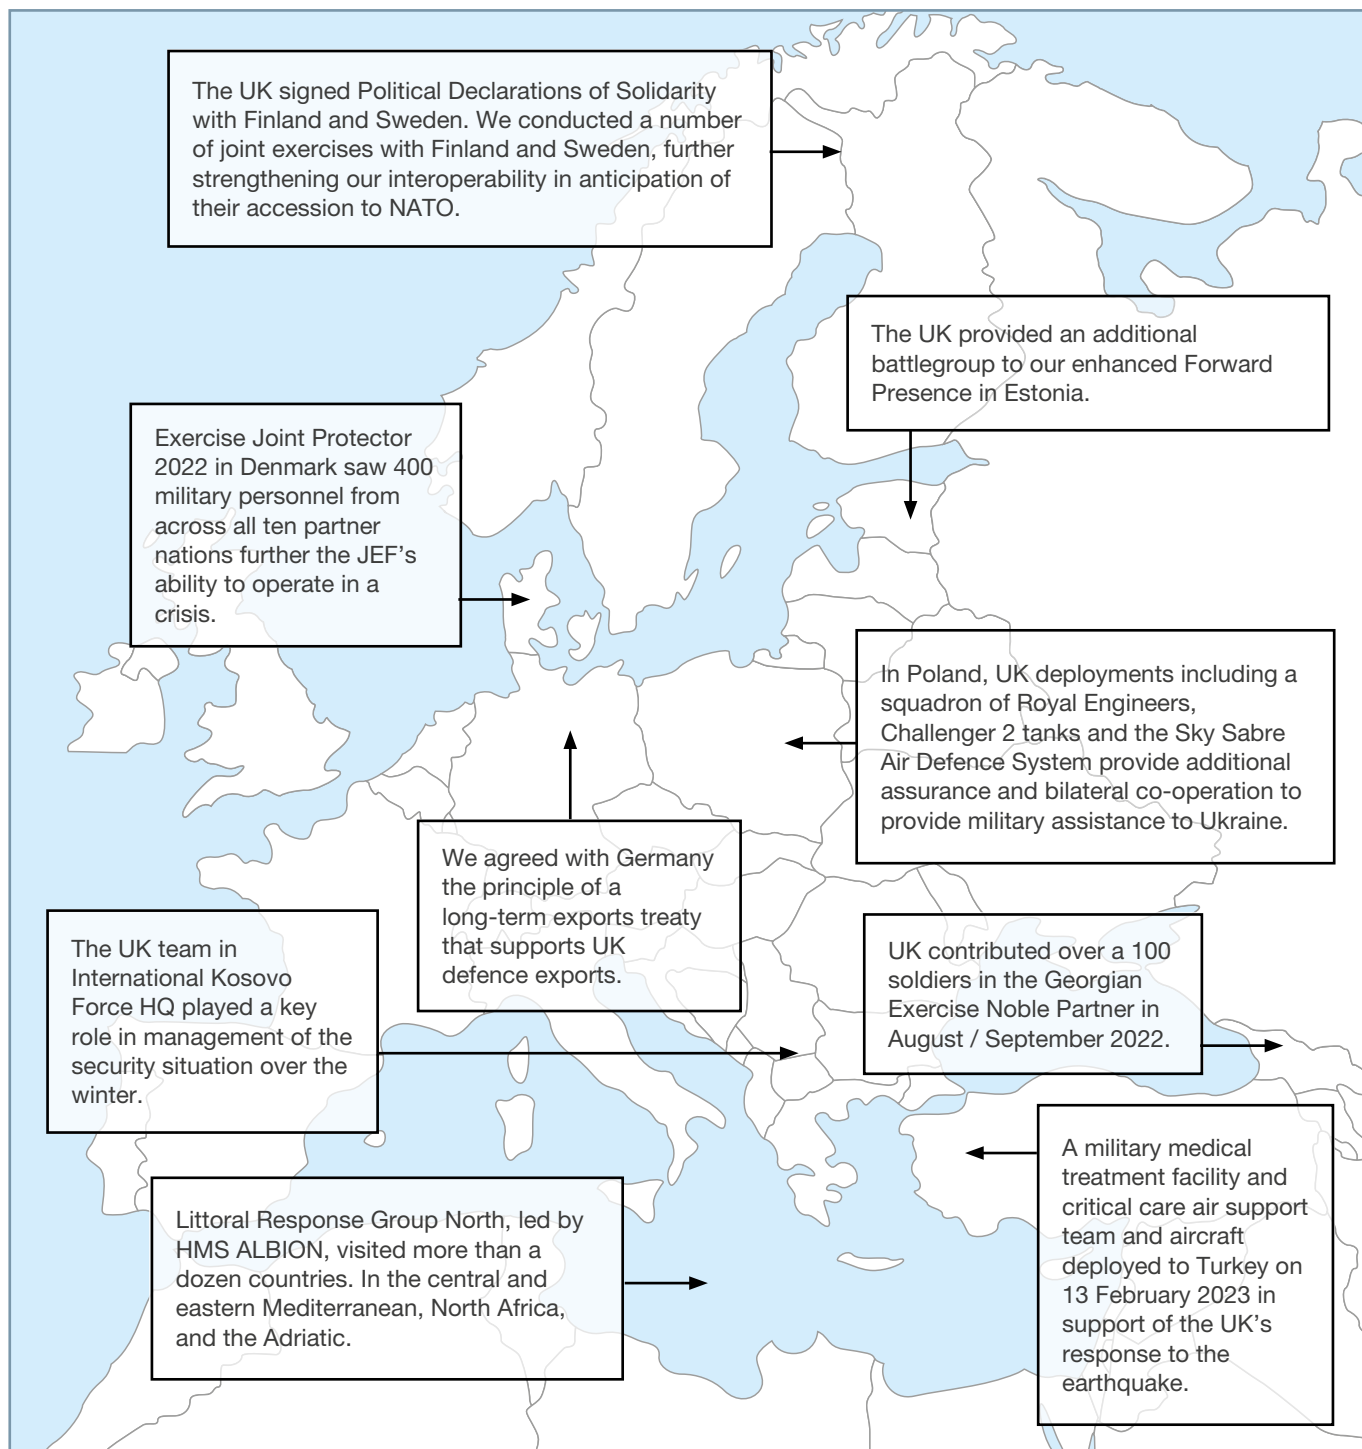 The UK signed Political Declarations of Solidarity
with Finland and Sweden. We conducted a number
of joint exercises with Finland and Sweden, further
strengthening our interoperability in anticipation of
their accession to NATO.
The UK provided an additional
battlegroup to our enhanced Forward
Presence in Estonia.
Exercise Joint Protector
2022 in Denmark saw 400
military personnel from
across all ten partner
nations further the JEF’s
ability to operate in a
crisis.
In Poland, UK deployments including a
squadron of Royal Engineers,
Challenger 2 tanks and the Sky Sabre
Air Defence System provide additional
assurance and bilateral co-operation to
provide military assistance to Ukraine.
We agreed with Germany
the principle of a
long-term exports treaty
that supports UK
defence exports.
The UK team in
International Kosovo
Force HQ played a key
role in management of the
security situation over the
winter.
UK contributed over a 100
soldiers in the Georgian
Exercise Noble Partner in
August / September 2022.
A military medical
treatment facility and
critical care air support
team and aircraft
deployed to Turkey on
13 February 2023 in
support of the UK’s
response to the
earthquake.
Littoral Response Group North, led by
HMS ALBION, visited more than a
dozen countries. In the central and
eastern Mediterranean, North Africa,
and the Adriatic.